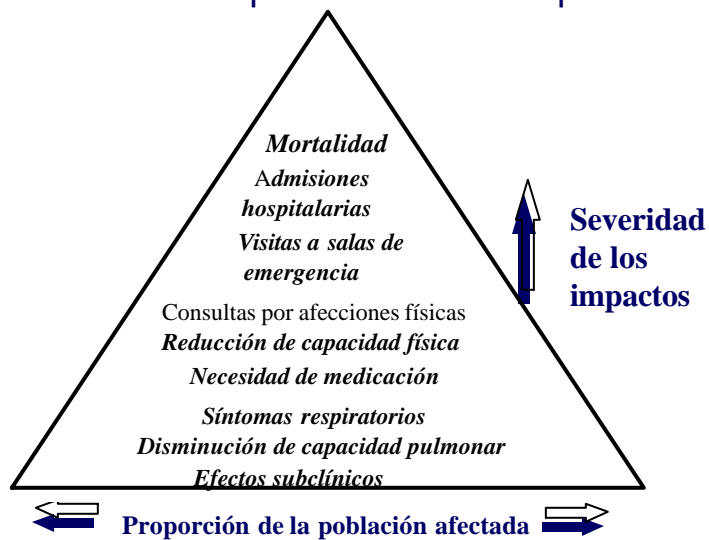 Mortalidad
Admisiones
hospitalarias
Visitas a salas de
emergencia
Consultas por afecciones físicas
Reducción de capacidad física
Necesidad de medicación
Síntomas respiratorios
Disminución de capacidad pulmonar
Efectos subclínicos
Severidad
de los
impactos
Proporción de la población afectada